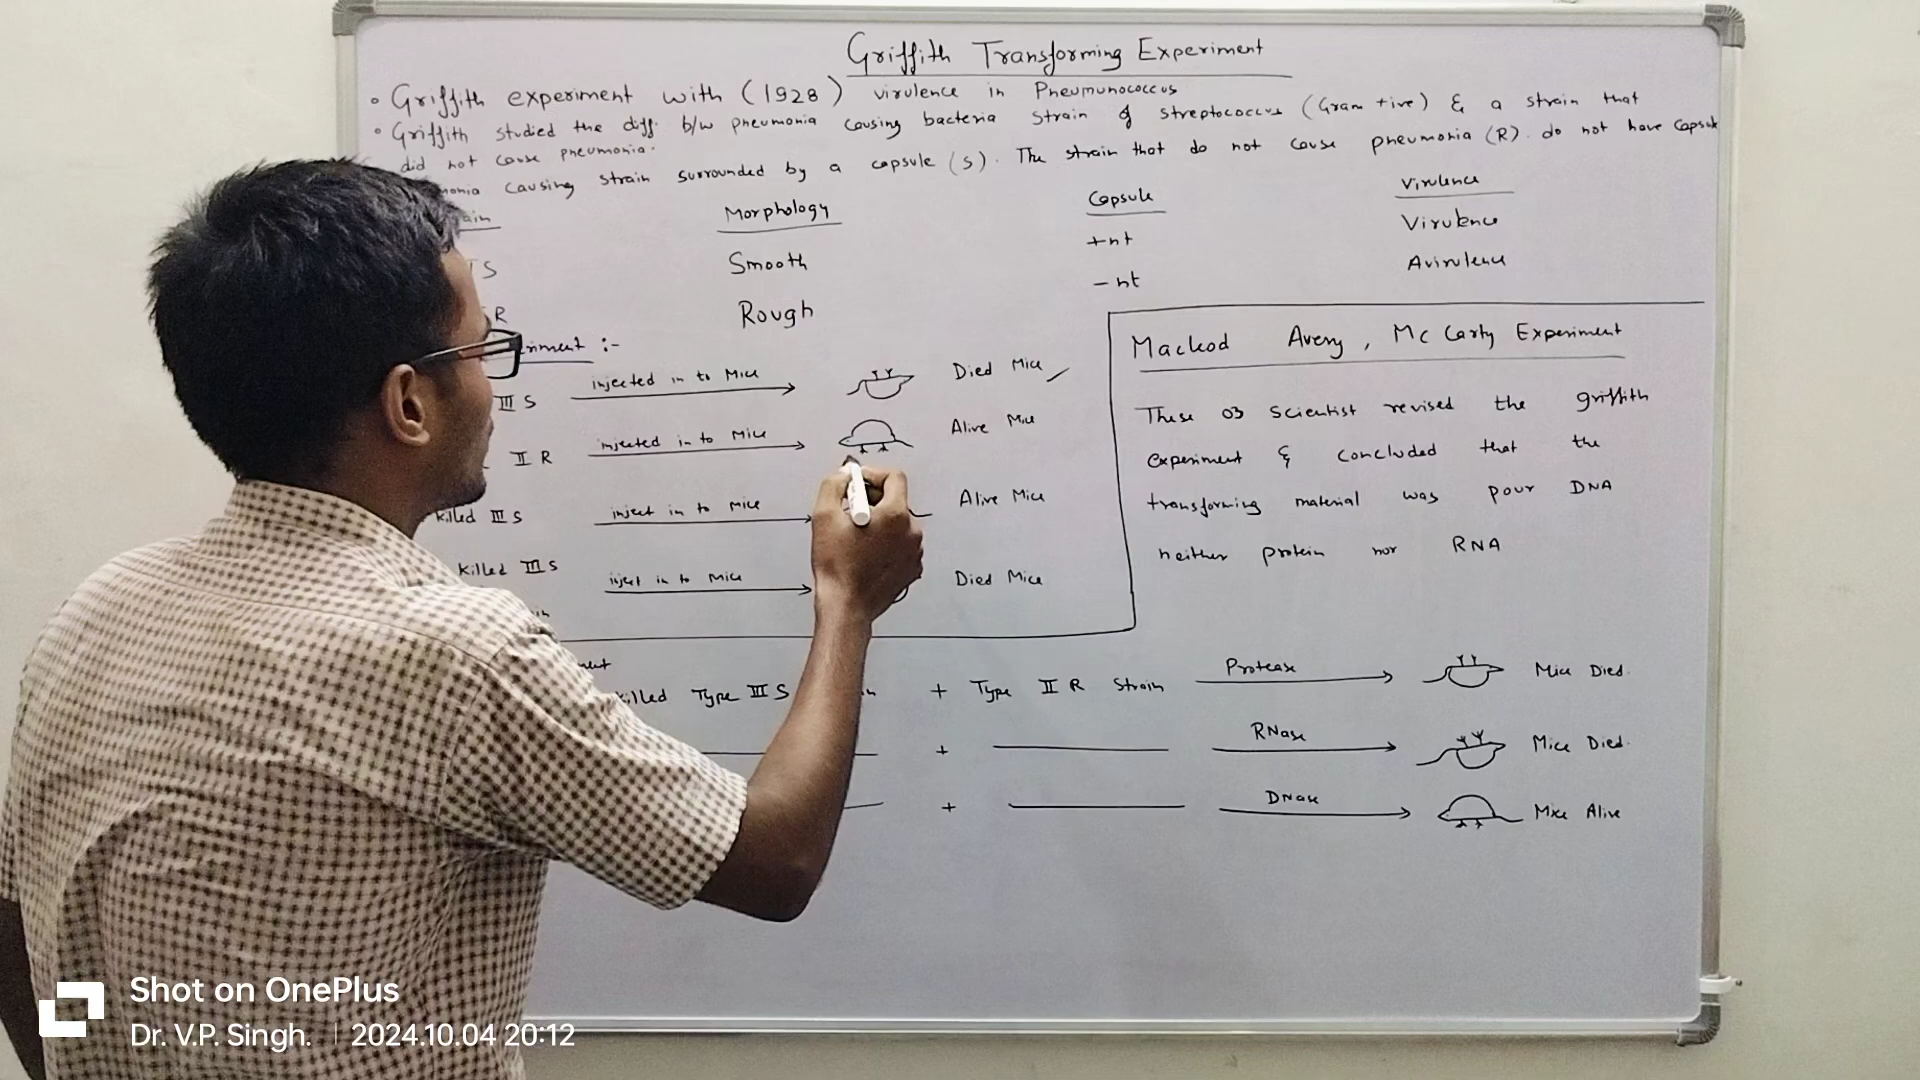 Griffith Transforming Experiment
• Griffith experiment with (1928) virulence in Pneumunococcus
• Griffith studied the diff. b/w pneumonia causing bacteria strain of streptococcus (Gram +ive) & a strain that
did not cause pneumonia.
causing strain surrounded by a capsule (S). The strain that do not cause pneumonia (R). do not have capsule
Morphology Capsule Virulence
S Smooth +nt Virulence
R Rough -nt Avirulence
:-
III S injected in to Mice Died Mice
II R injected in to Mice Alive Mice
killed III S inject in to Mice Alive Mice
killed III S inject in to Mice Died Mice
Macleod Avery, Mc Carty Experiment
These 03 Scientist revised the griffith
experiment & concluded that the
transforming material was pour DNA
neither protein nor RNA
killed Type III S + Type II R Strain Protease Mice Died.
+ RNase Mice Died.
+ DNase Mice Alive
Shot on OnePlus
Dr. V.P. Singh. | 2024.10.04 20:12